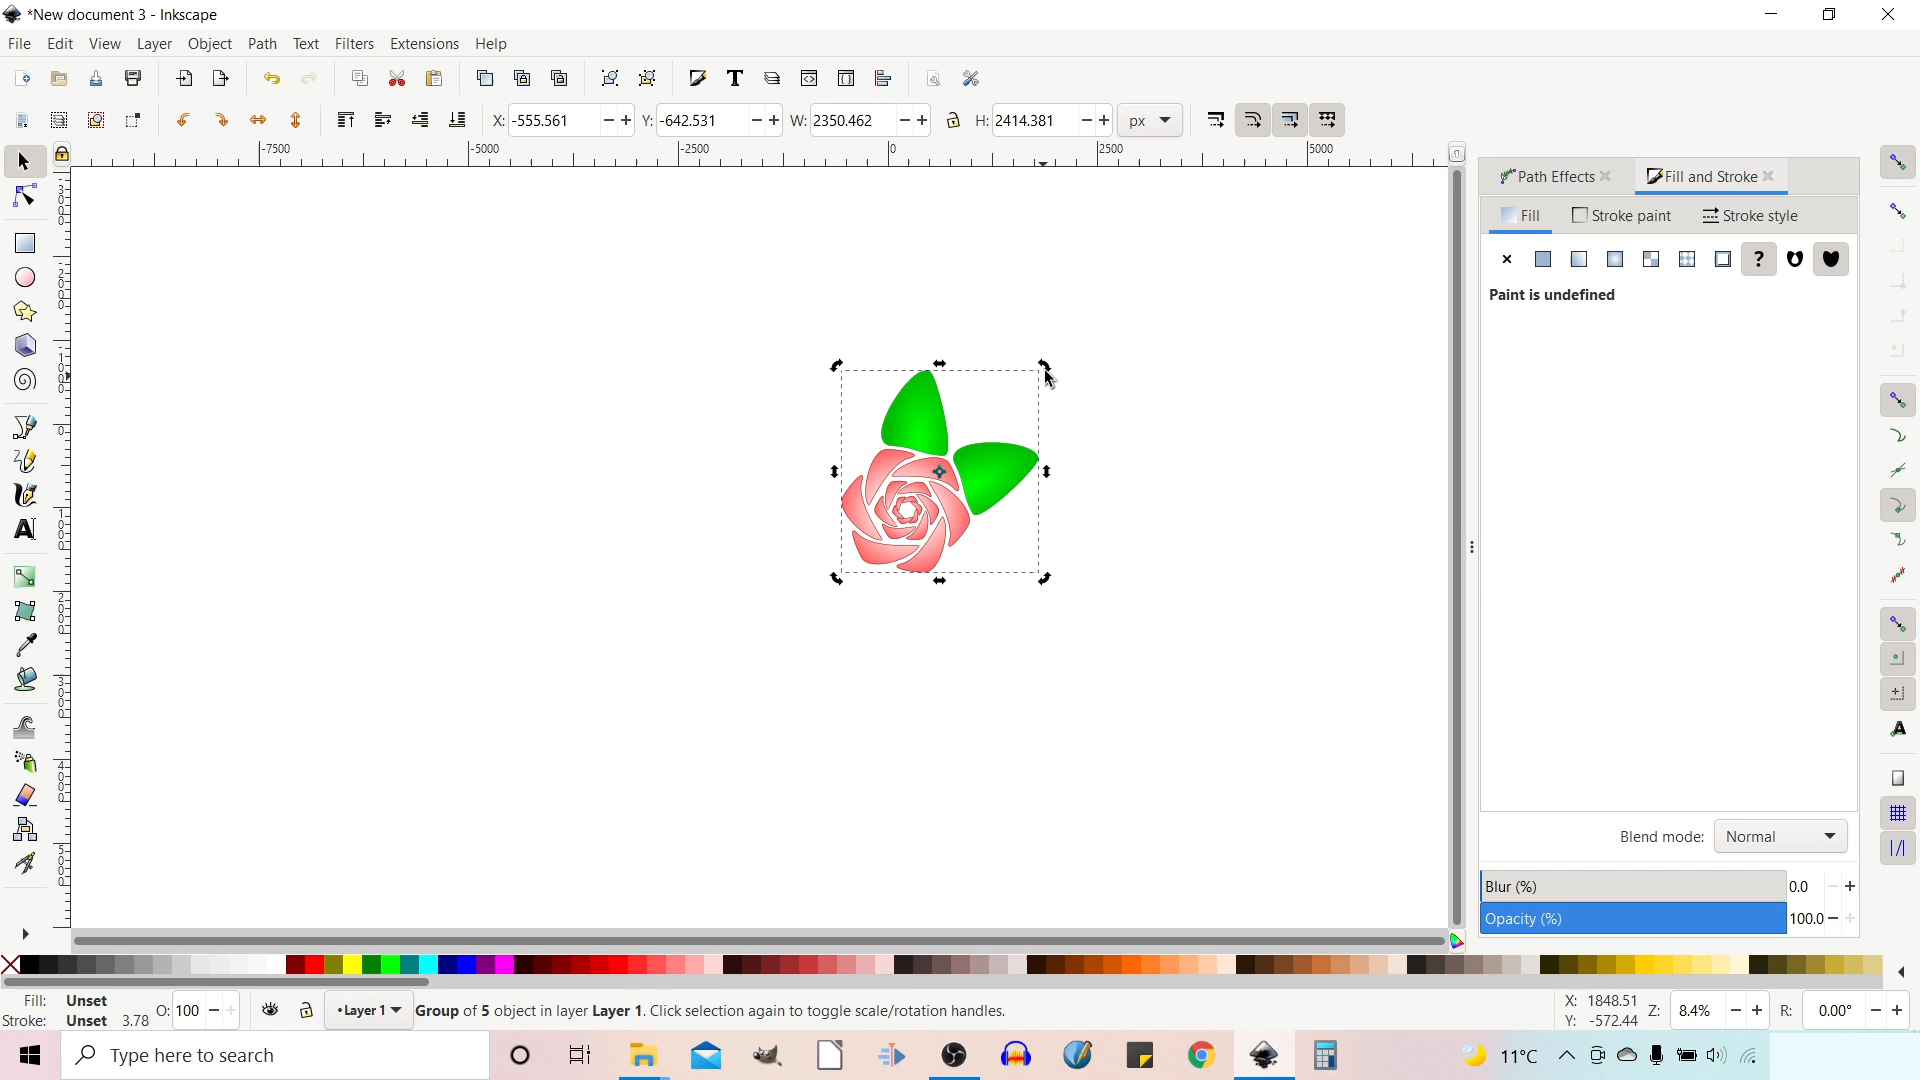 *New document 3 - Inkscape
File Edit View Layer Object Path Text Filters Extensions Help
X: -555.561 Y: -642.531 W: 2350.462 H: 2414.381 px
-7500 -5000 -2500 0 2500 5000
Path Effects Fill and Stroke
Fill Stroke paint Stroke style
Paint is undefined
Blend mode: Normal
Blur (%) 0.0
Opacity (%) 100.0
Fill: Unset
Stroke: Unset 3.78
O: 100
•Layer 1
Group of 5 object in layer Layer 1. Click selection again to toggle scale/rotation handles.
X: 1848.51
Y: -572.44
Z: 8.4%
R: 0.00°
Type here to search
11°C